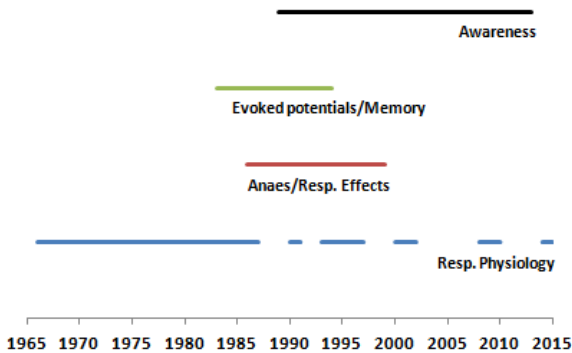 Awareness
Evoked potentials/Memory
Anaes/Resp. Effects
Resp. Physiology
1965 1970 1975 1980 1985 1990 1995 2000 2005 2010 2015